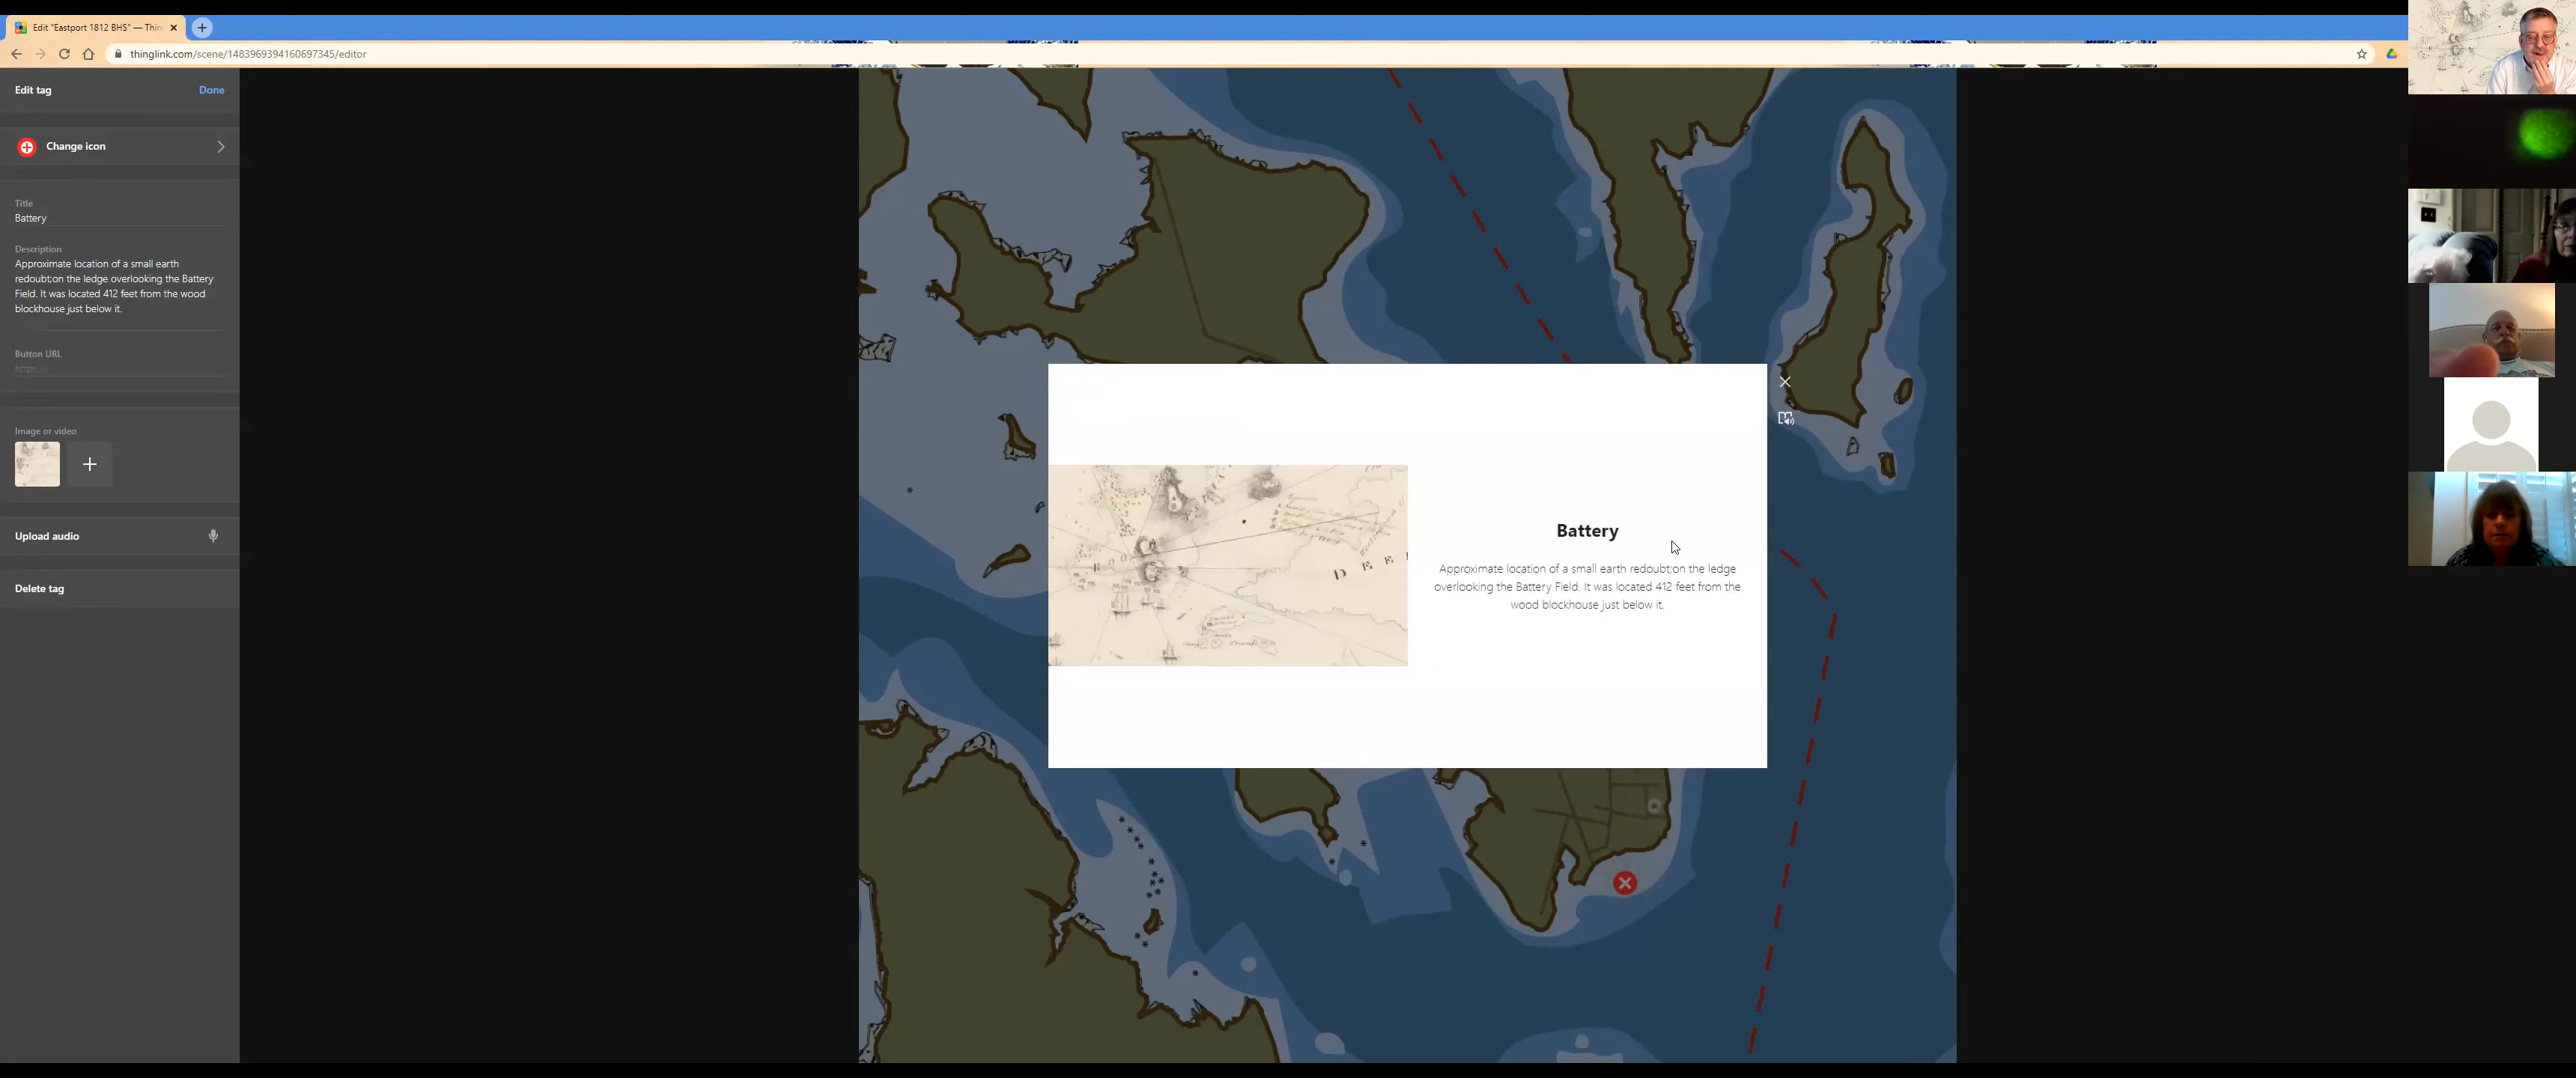 Edit "Eastport 1812 BHS" — Thin
thinglink.com/scene/1483969394160697345/editor
Edit tag
Done
Change icon
Title
Battery
Description
Approximate location of a small earth
redoubt;on the ledge overlooking the Battery
Field. It was located 412 feet from the wood
blockhouse just below it.
Button URL
https...
Image or video
Upload audio
Delete tag
D E E
Battery
Approximate location of a small earth redoubt;on the ledge
overlooking the Battery Field. It was located 412 feet from the
wood blockhouse just below it.